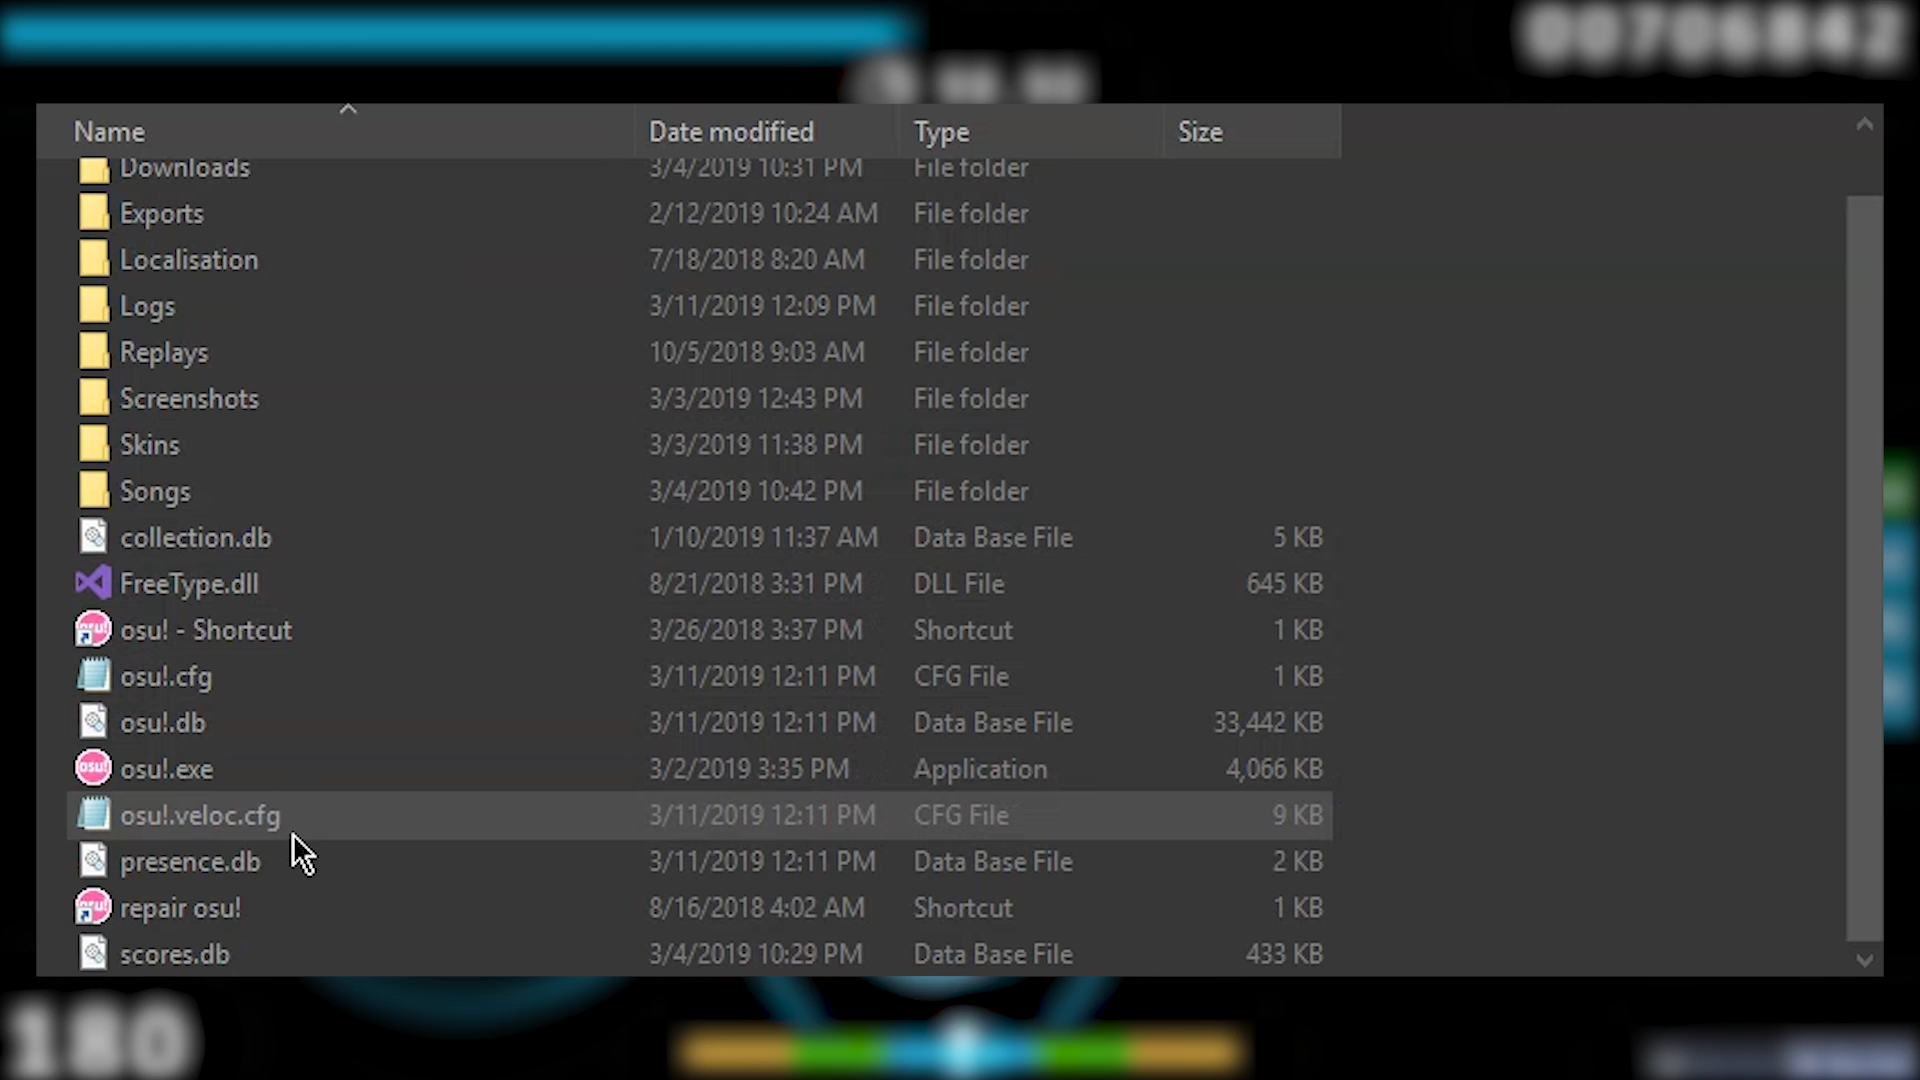 00706842
98.90
Name Date modified Type Size
Downloads 3/4/2019 10:31 PM File folder
Exports 2/12/2019 10:24 AM File folder
Localisation 7/18/2018 8:20 AM File folder
Logs 3/11/2019 12:09 PM File folder
Replays 10/5/2018 9:03 AM File folder
Screenshots 3/3/2019 12:43 PM File folder
Skins 3/3/2019 11:38 PM File folder
Songs 3/4/2019 10:42 PM File folder
collection.db 1/10/2019 11:37 AM Data Base File 5 KB
FreeType.dll 8/21/2018 3:31 PM DLL File 645 KB
osu! - Shortcut 3/26/2018 3:37 PM Shortcut 1 KB
osu!.cfg 3/11/2019 12:11 PM CFG File 1 KB
osu!.db 3/11/2019 12:11 PM Data Base File 33,442 KB
osu! osu!.exe 3/2/2019 3:35 PM Application 4,066 KB
osu!.veloc.cfg 3/11/2019 12:11 PM CFG File 9 KB
presence.db 3/11/2019 12:11 PM Data Base File 2 KB
repair osu! 8/16/2018 4:02 AM Shortcut 1 KB
scores.db 3/4/2019 10:29 PM Data Base File 433 KB
180